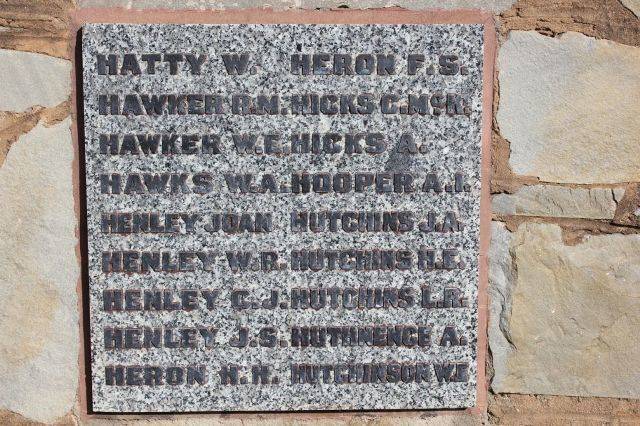 HATTY W.
HAWKER R.M.
HAWKER W.E.
HAWKS W.A.
HENLEY JOAN
HENLEY W.R.
HENLEY C.J.
HENLEY J.S.
HERON H.H.
HERON F.S.
HICKS C.McK.
HICKS A.
HOOPER A.I.
HUTCHINS J.A.
HUTCHINS H.E.
HUTCHINS L.R.
HUTHNENCE A.
HUTCHINSON W.E